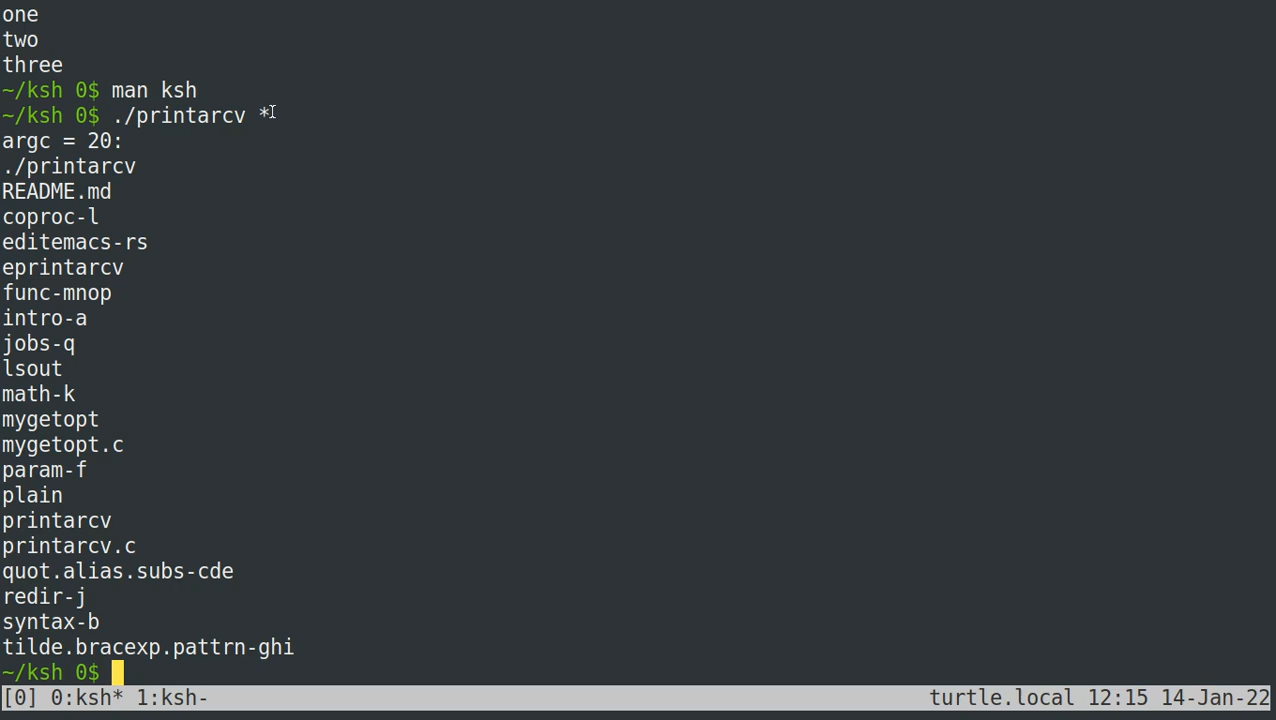 one
two
three
~/ksh 0$ man ksh
~/ksh 0$ ./printarcv *
argc = 20:
./printarcv
README.md
coproc-l
editemacs-rs
eprintarcv
func-mnop
intro-a
jobs-q
lsout
math-k
mygetopt
mygetopt.c
param-f
plain
printarcv
printarcv.c
quot.alias.subs-cde
redir-j
syntax-b
tilde.bracexp.pattrn-ghi
~/ksh 0$
[0] 0:ksh* 1:ksh- turtle.local 12:15 14-Jan-22